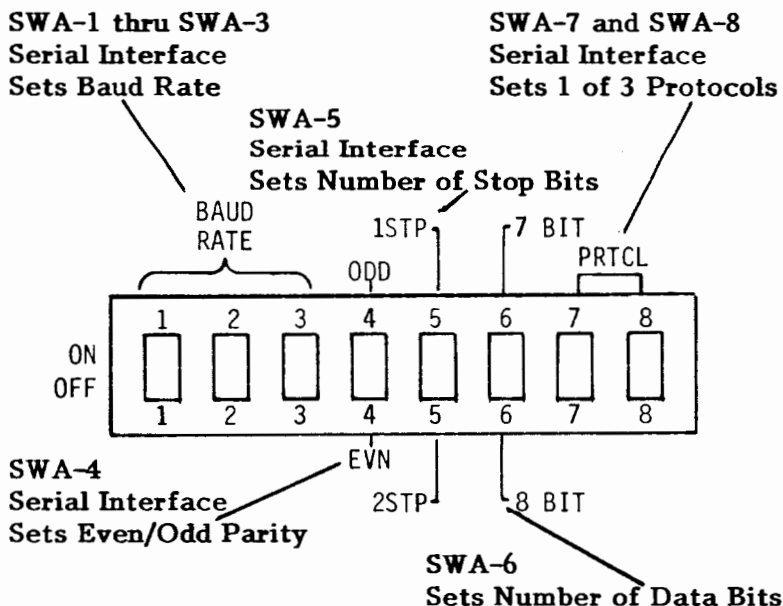 SWA-1 thru SWA-3
Serial Interface
Sets Baud Rate
SWA-7 and SWA-8
Serial Interface
Sets 1 of 3 Protocols
SWA-5
Serial Interface
Sets Number of Stop Bits
BAUD
RATE
1STP
7 BIT
PRTCL
ODD
1 2 3 4 5 6 7 8
ON
OFF
1 2 3 4 5 6 7 8
EVN
2STP
8 BIT
SWA-4
Serial Interface
Sets Even/Odd Parity
SWA-6
Sets Number of Data Bits